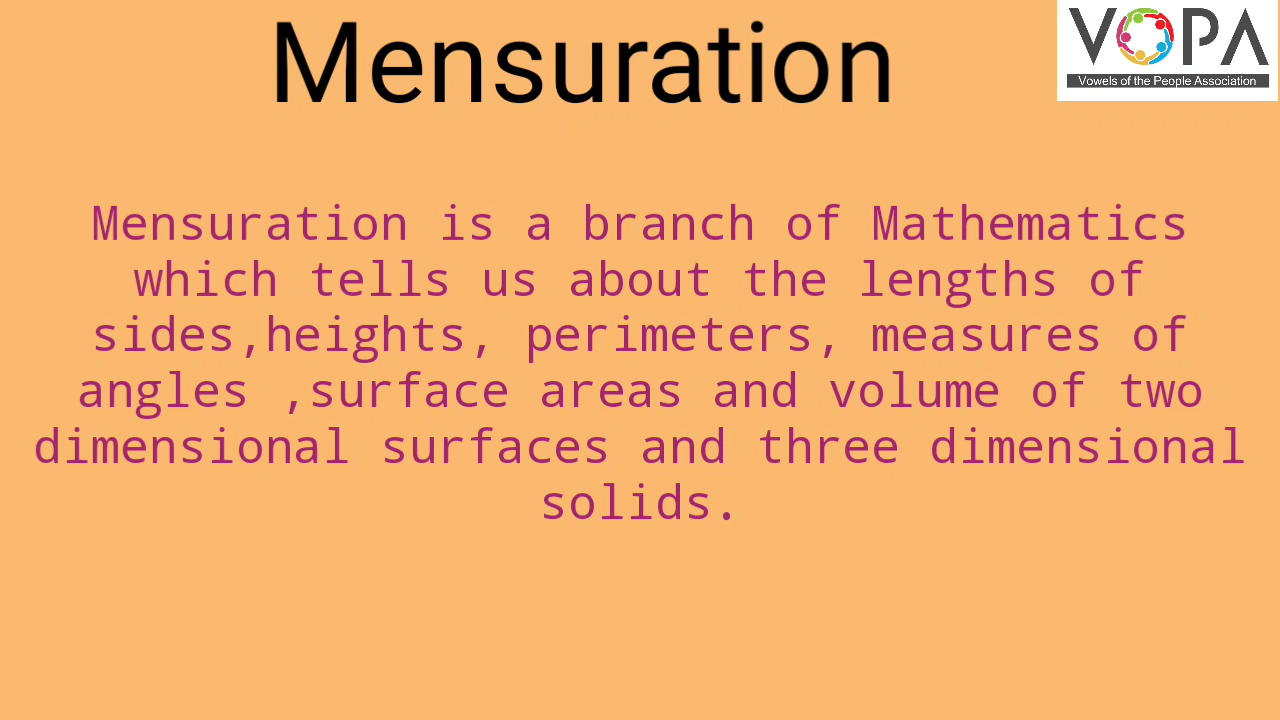 Mensuration
VOPA
Vowels of the People Association
Mensuration is a branch of Mathematics
which tells us about the lengths of
sides,heights, perimeters, measures of
angles ,surface areas and volume of two
dimensional surfaces and three dimensional
solids.